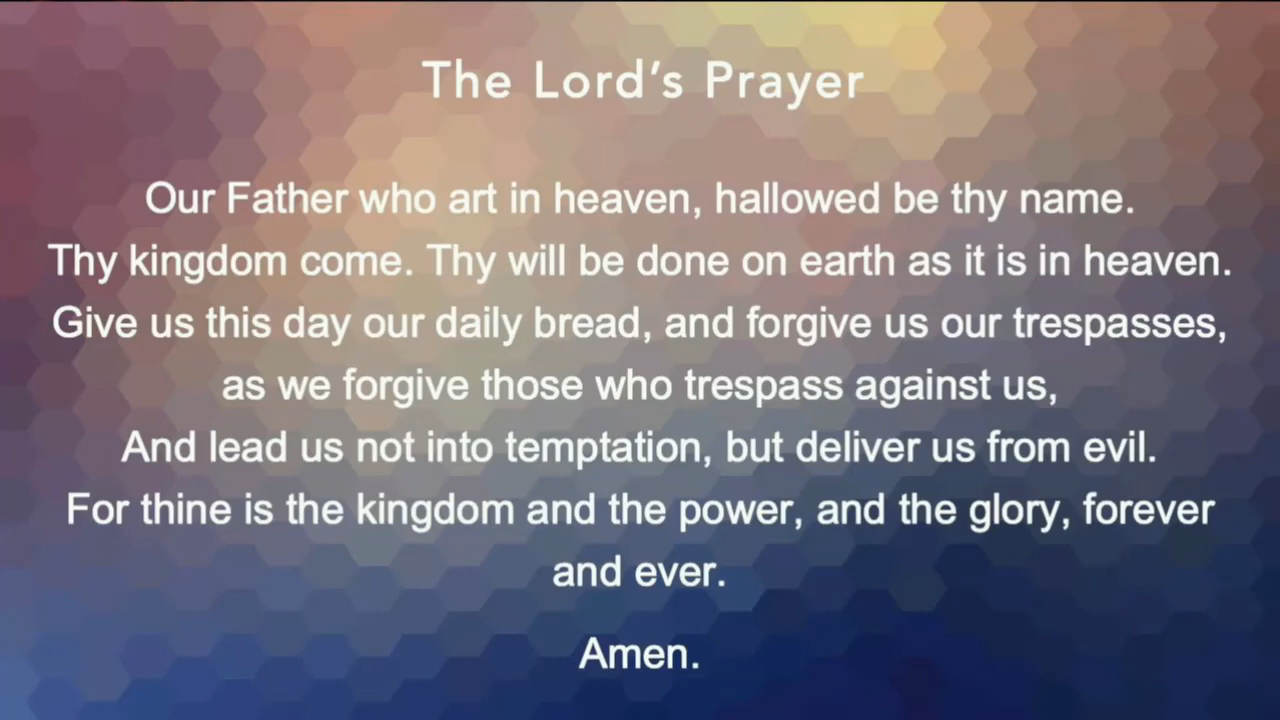 The Lord’s Prayer
Our Father who art in heaven, hallowed be thy name.
Thy kingdom come. Thy will be done on earth as it is in heaven.
Give us this day our daily bread, and forgive us our trespasses,
as we forgive those who trespass against us,
And lead us not into temptation, but deliver us from evil.
For thine is the kingdom and the power, and the glory, forever
and ever.
Amen.